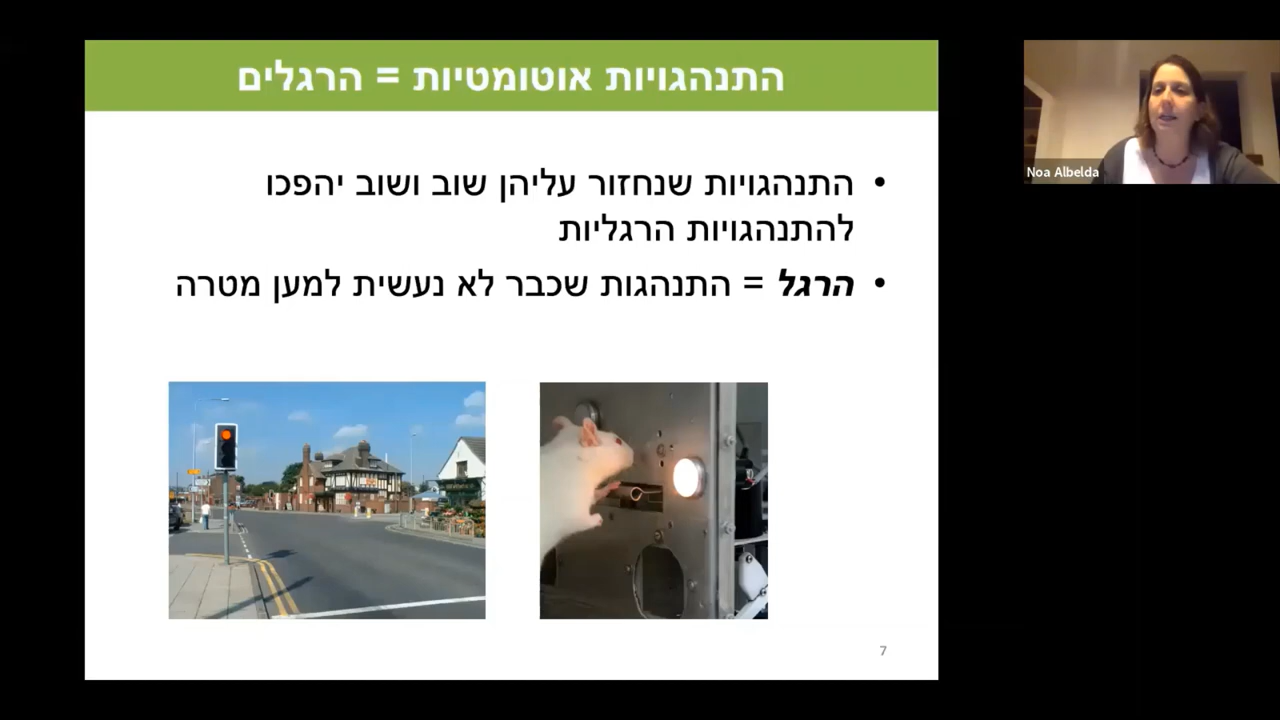 התנהגויות אוטומטיות = הרגלים
• התנהגויות שנחזור עליהן שוב ושוב יהפכו
להתנהגויות הרגליות
• הרגל = התנהגות שכבר לא נעשית למען מטרה
7
Noa Albelda